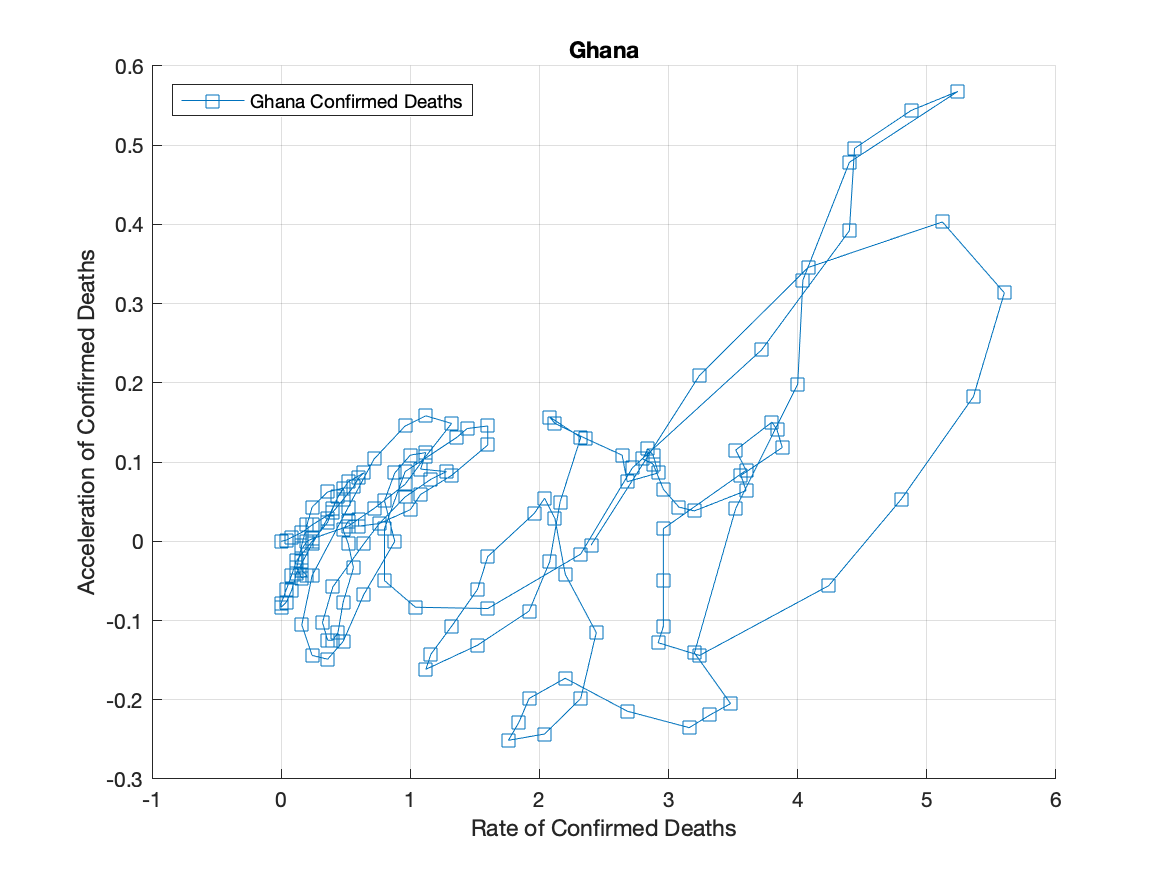 Ghana
Ghana Confirmed Deaths
0.6
0.5
0.4
0.3
0.2
0.1
0
-0.1
-0.2
-0.3
Acceleration of Confirmed Deaths
-1 0 1 2 3 4 5 6
Rate of Confirmed Deaths